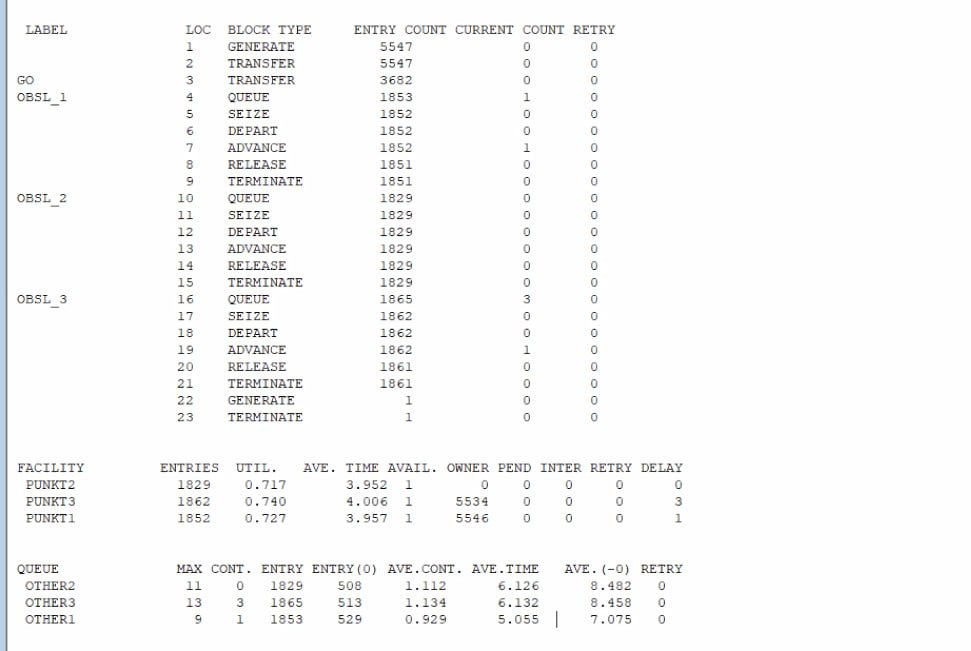 LABEL LOC BLOCK TYPE ENTRY COUNT CURRENT COUNT RETRY
1 GENERATE 5547 0 0
2 TRANSFER 5547 0 0
GO 3 TRANSFER 3682 0 0
OBSL_1 4 QUEUE 1853 1 0
5 SEIZE 1852 0 0
6 DEPART 1852 0 0
7 ADVANCE 1852 1 0
8 RELEASE 1851 0 0
9 TERMINATE 1851 0 0
OBSL_2 10 QUEUE 1829 0 0
11 SEIZE 1829 0 0
12 DEPART 1829 0 0
13 ADVANCE 1829 0 0
14 RELEASE 1829 0 0
15 TERMINATE 1829 0 0
OBSL_3 16 QUEUE 1865 3 0
17 SEIZE 1862 0 0
18 DEPART 1862 0 0
19 ADVANCE 1862 1 0
20 RELEASE 1861 0 0
21 TERMINATE 1861 0 0
22 GENERATE 1 0 0
23 TERMINATE 1 0 0
FACILITY ENTRIES UTIL. AVE. TIME AVAIL. OWNER PEND INTER RETRY DELAY
PUNKT2 1829 0.717 3.952 1 0 0 0 0 0
PUNKT3 1862 0.740 4.006 1 5534 0 0 0 3
PUNKT1 1852 0.727 3.957 1 5546 0 0 0 1
QUEUE MAX CONT. ENTRY ENTRY(0) AVE.CONT. AVE.TIME AVE.(-0) RETRY
OTHER2 11 0 1829 508 1.112 6.126 8.482 0
OTHER3 13 3 1865 513 1.134 6.132 8.458 0
OTHER1 9 1 1853 529 0.929 5.055 7.075 0